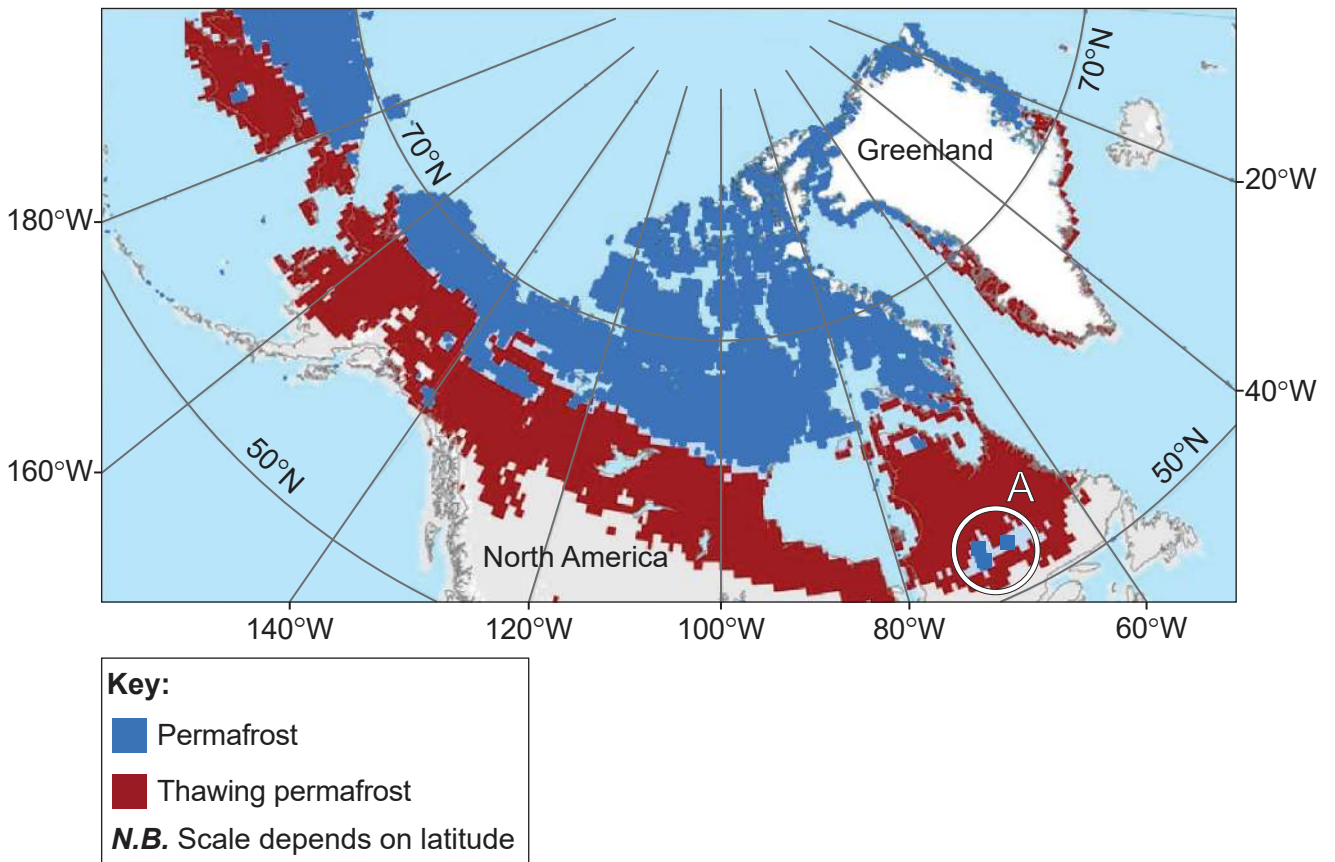 70°N
70°N
Greenland
20°W
180°W
40°W
50°N
50°N
160°W
A
North America
140°W
120°W
100°W
80°W
60°W
Key:
Permafrost
Thawing permafrost
N.B. Scale depends on latitude